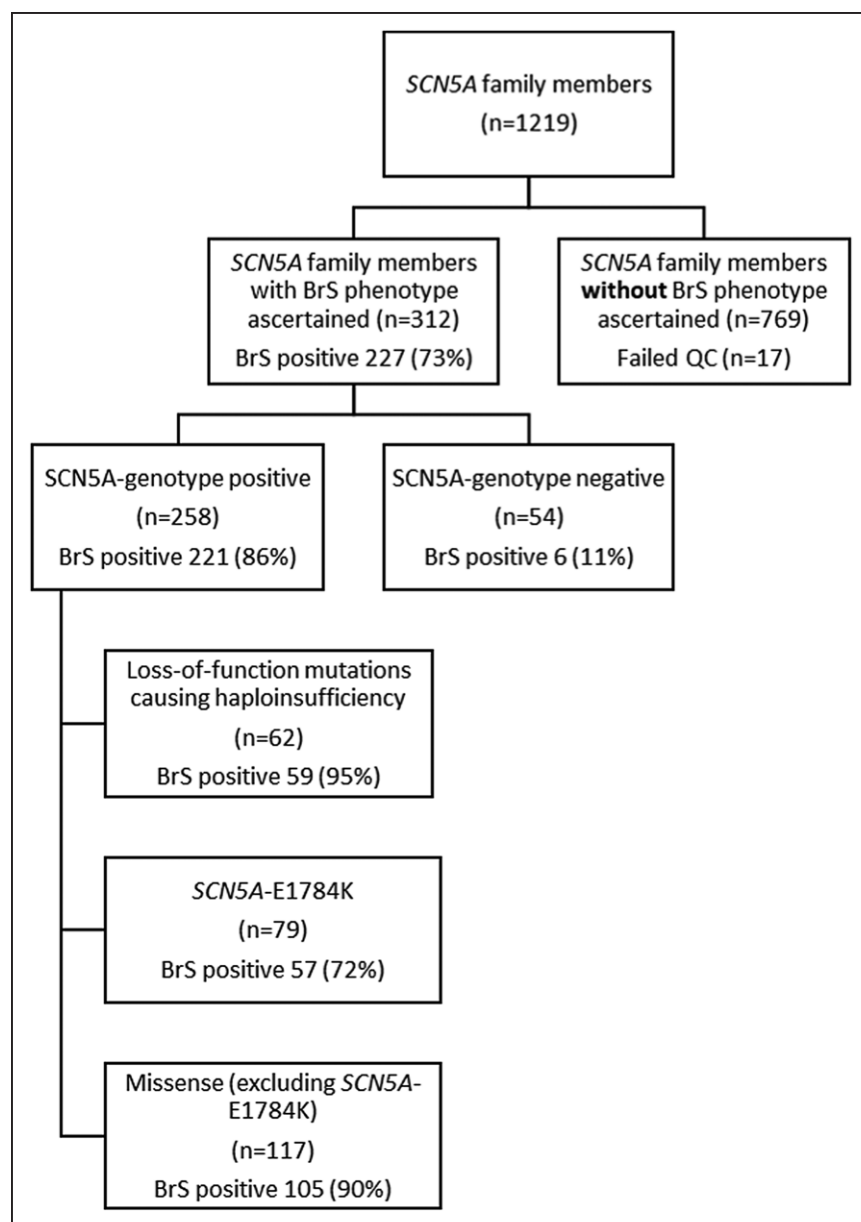 SCN5A family members
(n=1219)
SCN5A family members
with BrS phenotype
ascertained (n=312)
BrS positive 227 (73%)
SCN5A family members
without BrS phenotype
ascertained (n=769)
Failed QC (n=17)
SCN5A-genotype positive
(n=258)
BrS positive 221 (86%)
SCN5A-genotype negative
(n=54)
BrS positive 6 (11%)
Loss-of-function mutations
causing haploinsufficiency
(n=62)
BrS positive 59 (95%)
SCN5A-E1784K
(n=79)
BrS positive 57 (72%)
Missense (excluding SCN5A-
E1784K)
(n=117)
BrS positive 105 (90%)